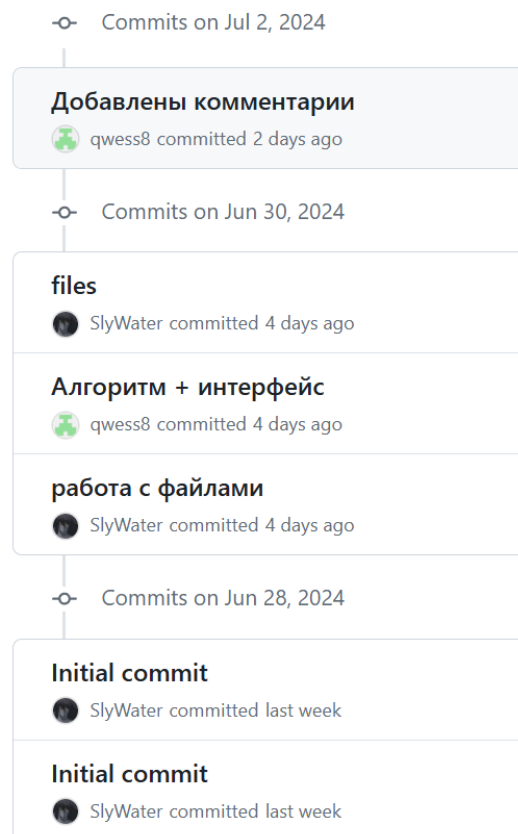 Commits on Jul 2, 2024
Добавлены комментарии
qwess8 committed 2 days ago
Commits on Jun 30, 2024
files
SlyWater committed 4 days ago
Алгоритм + интерфейс
qwess8 committed 4 days ago
работа с файлами
SlyWater committed 4 days ago
Commits on Jun 28, 2024
Initial commit
SlyWater committed last week
Initial commit
SlyWater committed last week